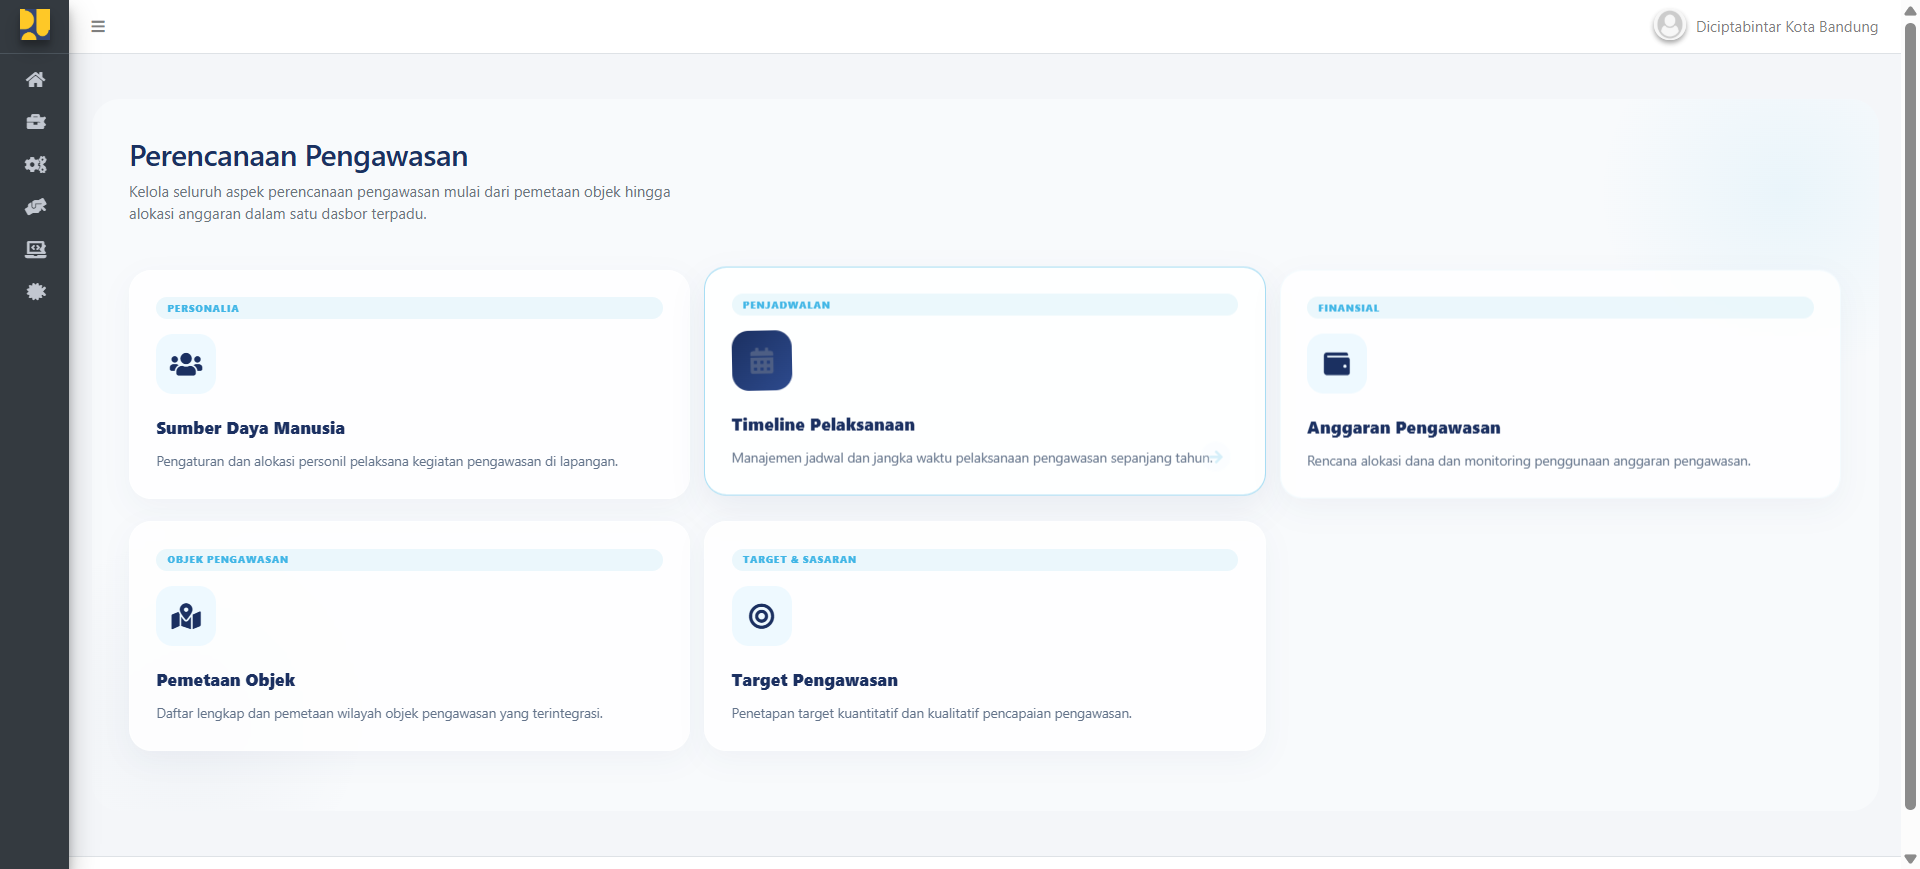 Diciptabintar Kota Bandung
Perencanaan Pengawasan
Kelola seluruh aspek perencanaan pengawasan mulai dari pemetaan objek hingga
alokasi anggaran dalam satu dasbor terpadu.
PERSONALIA
Sumber Daya Manusia
Pengaturan dan alokasi personil pelaksana kegiatan pengawasan di lapangan.
PENJADWALAN
Timeline Pelaksanaan
Manajemen jadwal dan jangka waktu pelaksanaan pengawasan sepanjang tahun.
FINANSIAL
Anggaran Pengawasan
Rencana alokasi dana dan monitoring penggunaan anggaran pengawasan.
OBJEK PENGAWASAN
Pemetaan Objek
Daftar lengkap dan pemetaan wilayah objek pengawasan yang terintegrasi.
TARGET & SASARAN
Target Pengawasan
Penetapan target kuantitatif dan kualitatif pencapaian pengawasan.